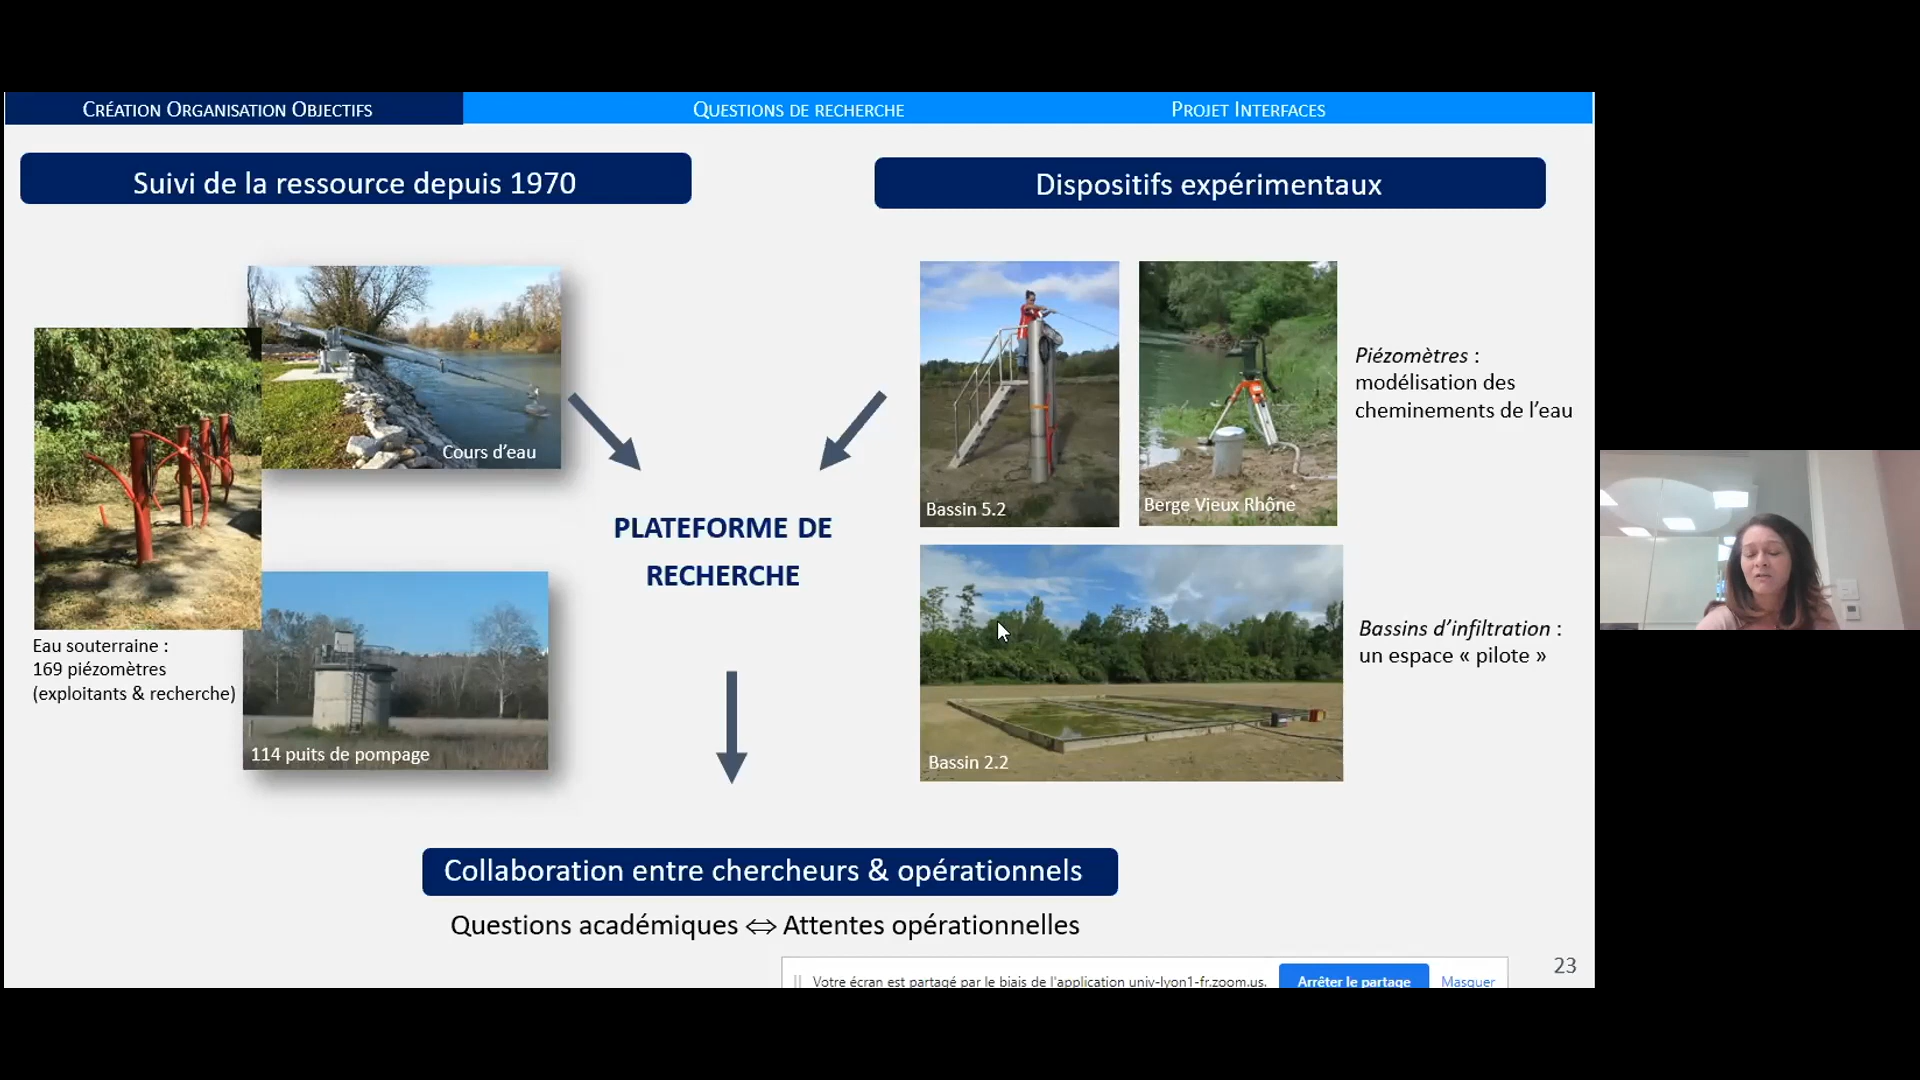 CRÉATION ORGANISATION OBJECTIFS
QUESTIONS DE RECHERCHE
PROJET INTERFACES
Suivi de la ressource depuis 1970
Dispositifs expérimentaux
Cours d'eau
Eau souterraine :
169 piézomètres
(exploitants & recherche)
114 puits de pompage
PLATEFORME DE
RECHERCHE
Bassin 5.2
Berge Vieux Rhône
Piézomètres :
modélisation des
cheminements de l'eau
Bassin 2.2
Bassins d'infiltration :
un espace « pilote »
Collaboration entre chercheurs & opérationnels
Questions académiques ⇔ Attentes opérationnelles
Votre écran est partagé par le biais de l'application univ-lyon1-fr.zoom.us.
Arrêter le partage
Masquer
23